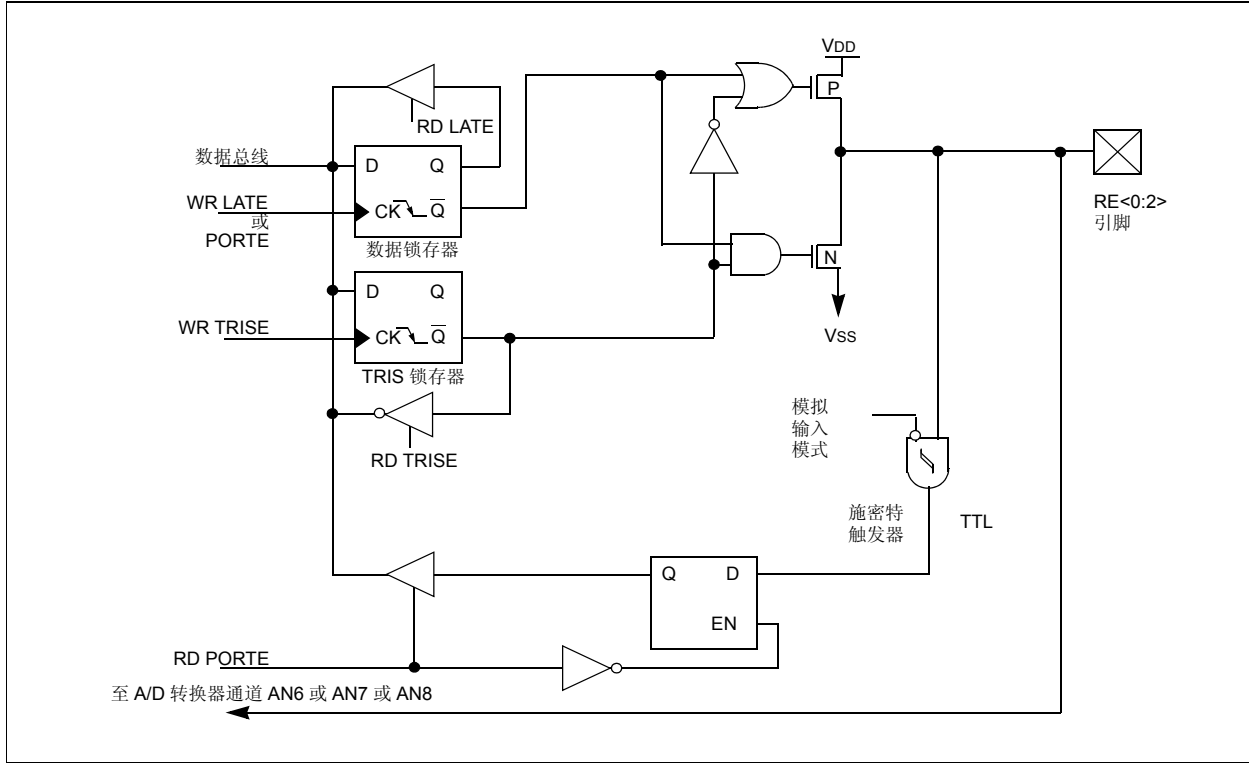 VDD
P
RD LATE
数据总线
D
Q
WR LATE
或
PORTE
CK
Q̅
数据锁存器
RE<0:2>
引脚
N
VSS
D
Q
WR TRISE
CK
Q̅
TRIS 锁存器
RD TRISE
模拟
输入
模式
施密特
触发器
TTL
Q
D
EN
RD PORTE
至 A/D 转换器通道 AN6 或 AN7 或 AN8